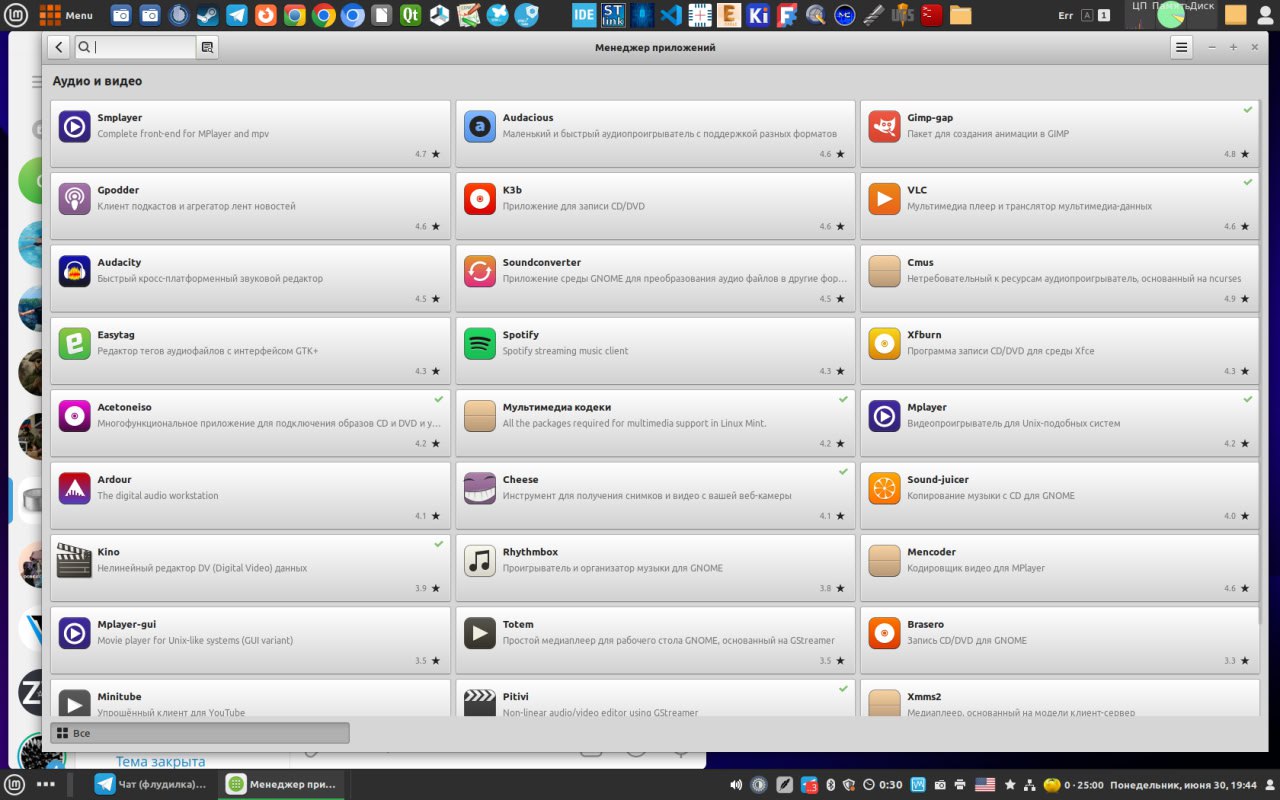 Menu
Qt
IDE
ST
link
Ki
Err
A
1
ЦП
Память
Диск
Менеджер приложений
Аудио и видео
Smplayer
Complete front-end for MPlayer and mpv
4.7 ★
Audacious
Маленький и быстрый аудиопроигрыватель с поддержкой разных форматов
4.6 ★
Gimp-gap
Пакет для создания анимации в GIMP
4.8 ★
Gpodder
Клиент подкастов и агрегатор лент новостей
4.6 ★
K3b
Приложение для записи CD/DVD
4.6 ★
VLC
Мультимедиа плеер и транслятор мультимедиа-данных
4.6 ★
Audacity
Быстрый кросс-платформенный звуковой редактор
4.5 ★
Soundconverter
Приложение среды GNOME для преобразования аудио файлов в другие фор...
4.5 ★
Cmus
Нетребовательный к ресурсам аудиопроигрыватель, основанный на ncurses
4.9 ★
Easytag
Редактор тегов аудиофайлов с интерфейсом GTK+
4.3 ★
Spotify
Spotify streaming music client
4.3 ★
Xfburn
Программа записи CD/DVD для среды Xfce
4.3 ★
Acetoneiso
Многофункциональное приложение для подключения образов CD и DVD и у...
4.2 ★
Мультимедиа кодеки
All the packages required for multimedia support in Linux Mint.
4.2 ★
Mplayer
Видеопроигрыватель для Unix-подобных систем
4.2 ★
Ardour
The digital audio workstation
4.1 ★
Cheese
Инструмент для получения снимков и видео с вашей веб-камеры
4.1 ★
Sound-juicer
Копирование музыки с CD для GNOME
4.0 ★
Kino
Нелинейный редактор DV (Digital Video) данных
3.9 ★
Rhythmbox
Проигрыватель и организатор музыки для GNOME
3.8 ★
Mencoder
Кодировщик видео для MPlayer
4.6 ★
Mplayer-gui
Movie player for Unix-like systems (GUI variant)
3.5 ★
Totem
Простой медиаплеер для рабочего стола GNOME, основанный на GStreamer
3.5 ★
Brasero
Запись CD/DVD для GNOME
3.3 ★
Minitube
Упрощённый клиент для YouTube
Pitivi
Non-linear audio/video editor using GStreamer
Xmms2
Медиаплеер, основанный на модели клиент-сервер
Все
Тема закрыта
Чат (флудилка)...
Менеджер при...
0:30
0 · 25:00
Понедельник, июня 30, 19:44